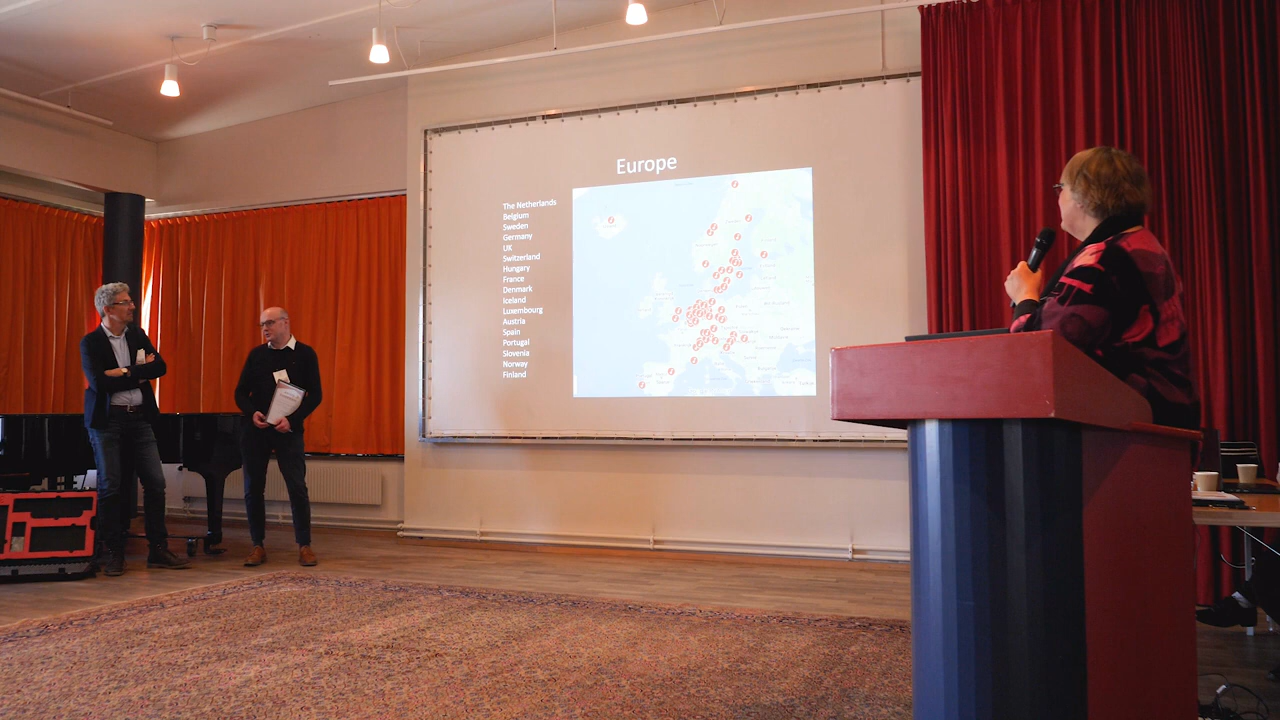 Europe
The Netherlands
Belgium
Sweden
Germany
UK
Switzerland
Hungary
France
Denmark
Iceland
Luxembourg
Austria
Spain
Portugal
Slovenia
Norway
Finland